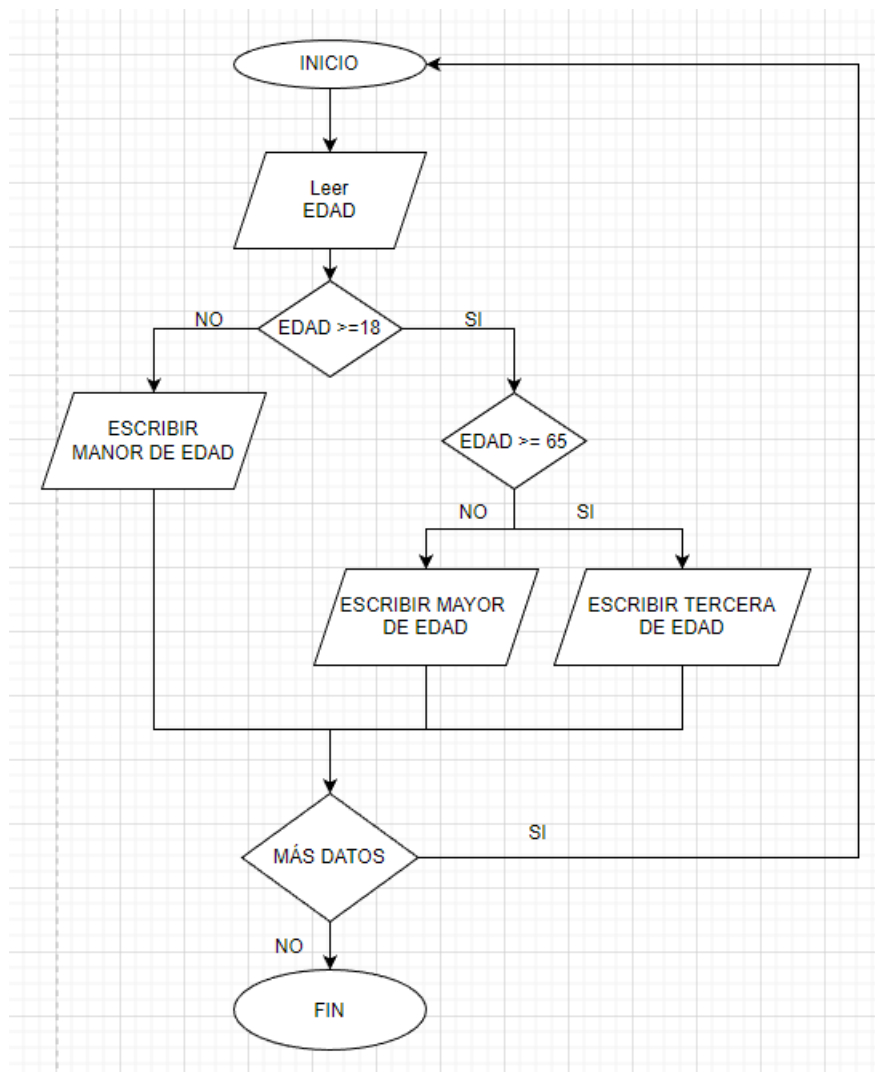 INICIO
Leer
EDAD
NO
EDAD >=18
SI
ESCRIBIR
MANOR DE EDAD
EDAD >= 65
NO
SI
ESCRIBIR MAYOR
DE EDAD
ESCRIBIR TERCERA
DE EDAD
MÁS DATOS
SI
NO
FIN